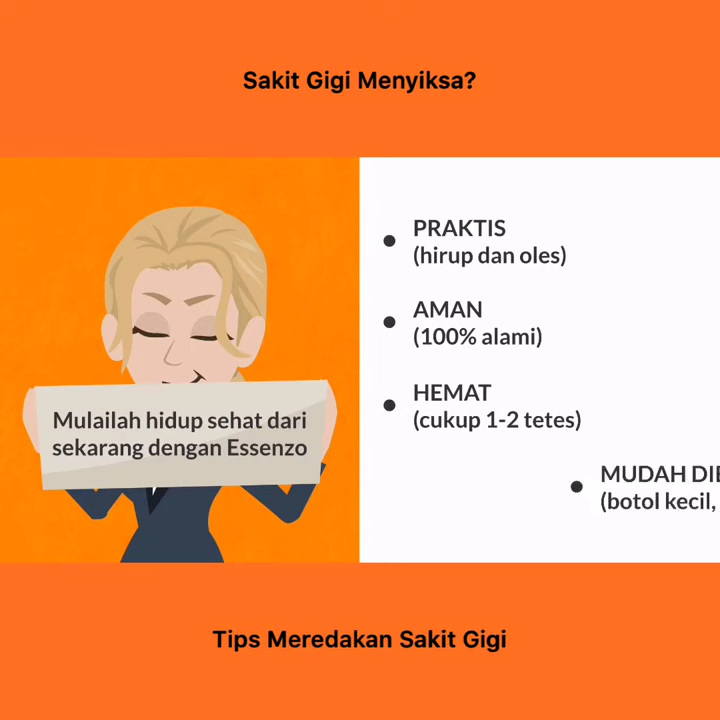 Sakit Gigi Menyiksa?
Mulailah hidup sehat dari
sekarang dengan Essenzo
PRAKTIS
(hirup dan oles)
AMAN
(100% alami)
HEMAT
(cukup 1-2 tetes)
MUDAH
(botol kecil,
Tips Meredakan Sakit Gigi